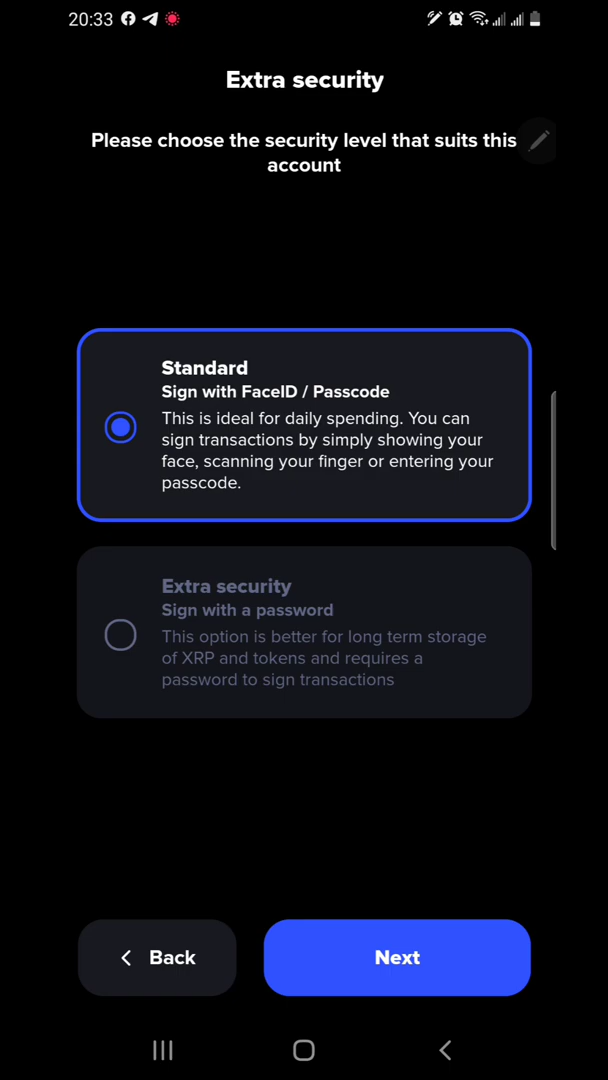 20:33
Extra security
Please choose the security level that suits this
account
Standard
Sign with FaceID / Passcode
This is ideal for daily spending. You can
sign transactions by simply showing your
face, scanning your finger or entering your
passcode.
Extra security
Sign with a password
This option is better for long term storage
of XRP and tokens and requires a
password to sign transactions
Back
Next